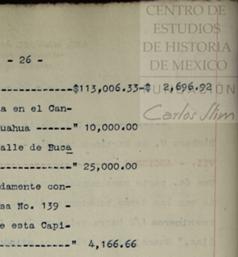 CENTRO DE
ESTUDIOS
DE HISTORIA
DE MEXICO
- 26 -
-----------------$113,006.33-$ 2,696.92
a en el Can-
Carlos Slim
uahua ------" 10,000.00
alle de Buca
-----------------" 25,000.00
damente con-
sa No. 139 -
e esta Capi-
-----------------" 4,166.66